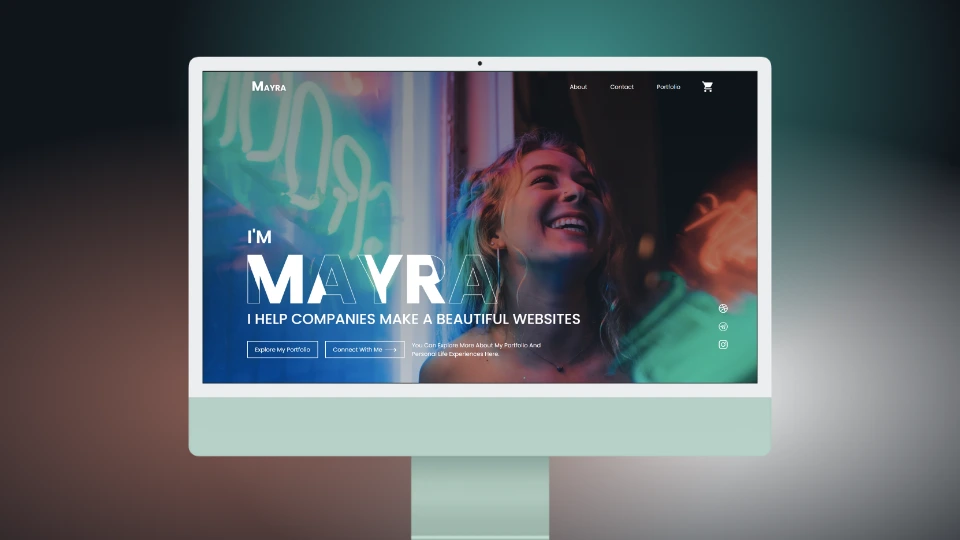 MAYRA
About Contact Portfolio
I'M
MAYRA
I HELP COMPANIES MAKE A BEAUTIFUL WEBSITES
Explore My Portfolio
Connect With Me
You Can Explore More About My Portfolio And
Personal Life Experiences Here.